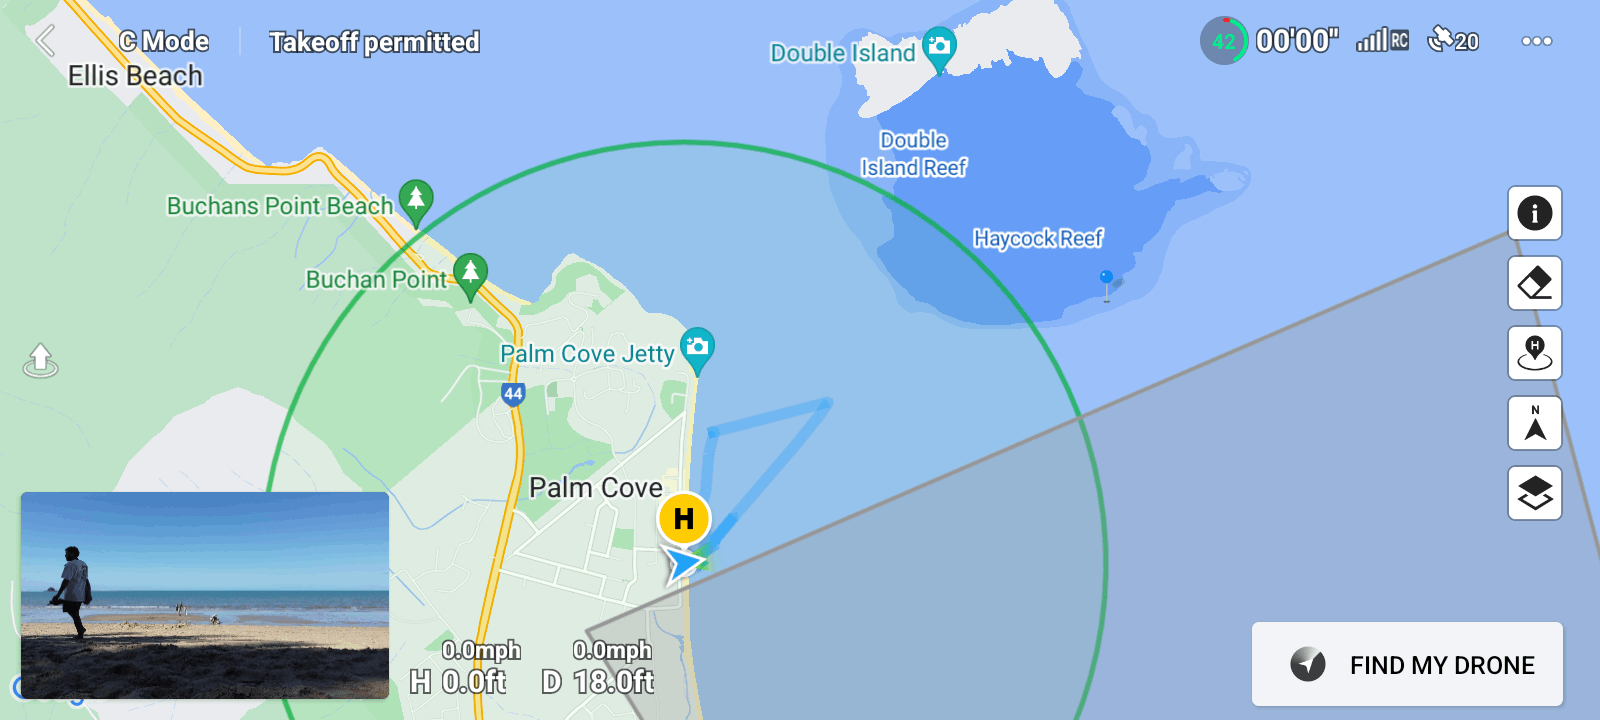 C Mode
Takeoff permitted
42
00'00"
RC
20
Ellis Beach
Double Island
Double
Island Reef
Buchans Point Beach
Haycock Reef
Buchan Point
i
H
Palm Cove Jetty
44
N
Palm Cove
H
0.0mph
0.0mph
H 0.0ft
D 18.0ft
FIND MY DRONE